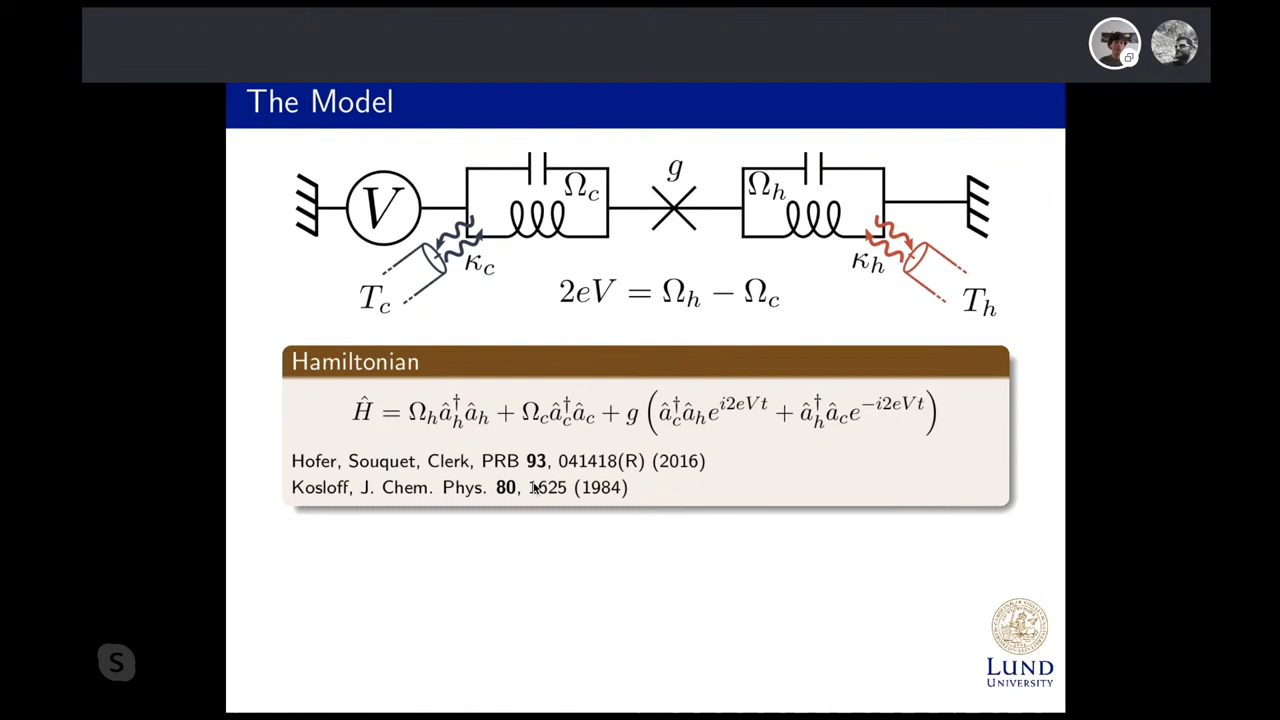 The Model
V
Ω_c
g
Ω_h
κ_c
κ_h
T_c
2eV = Ω_h − Ω_c
T_h
Hamiltonian
Ĥ = Ω_h â_h^† â_h + Ω_c â_c^† â_c + g ( â_c^† â_h e^{i2eVt} + â_h^† â_c e^{−i2eVt} )
Hofer, Souquet, Clerk, PRB 93, 041418(R) (2016)
Kosloff, J. Chem. Phys. 80, 1625 (1984)
S
LUND
UNIVERSITY